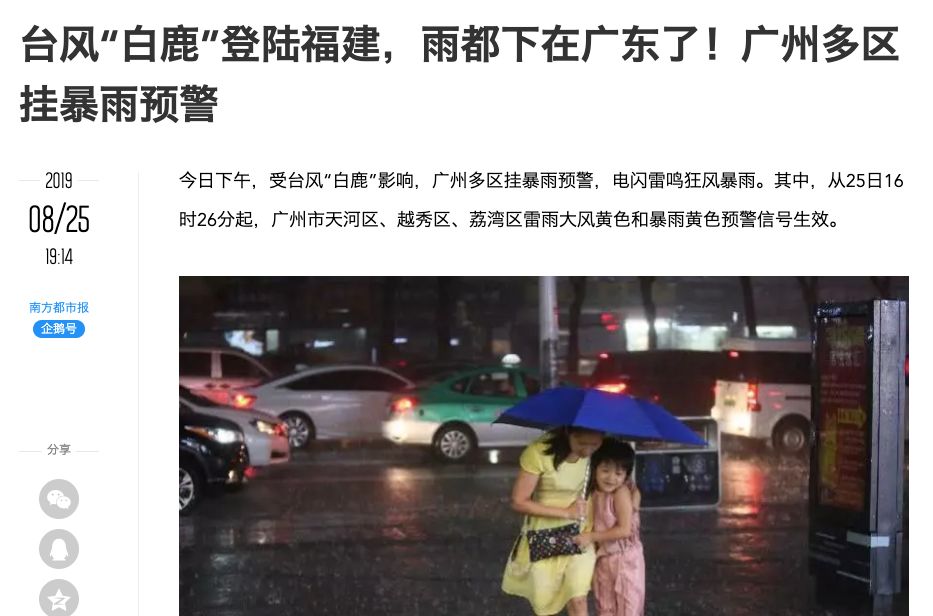 台风“白鹿”登陆福建，雨都下在广东了！广州多区
挂暴雨预警
2019
08/25
19:14
南方都市报
企鹅号
分享
今日下午，受台风“白鹿”影响，广州多区挂暴雨预警，电闪雷鸣狂风暴雨。其中，从25日16
时26分起，广州市天河区、越秀区、荔湾区雷雨大风黄色和暴雨黄色预警信号生效。